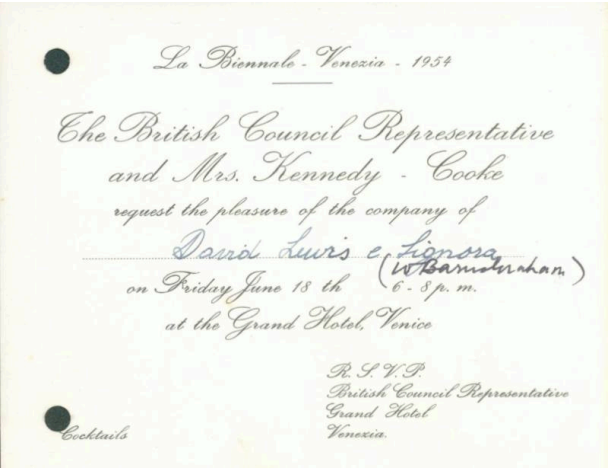 La Biennale - Venezia - 1954
The British Council Representative
and Mrs. Kennedy - Cooke
request the pleasure of the company of
David Lewis e Signora
(W Barns Graham)
on Friday June 18 th 6 - 8 p. m.
at the Grand Hotel, Venice
R. S. V. P.
British Council Representative
Grand Hotel
Venezia.
Cocktails